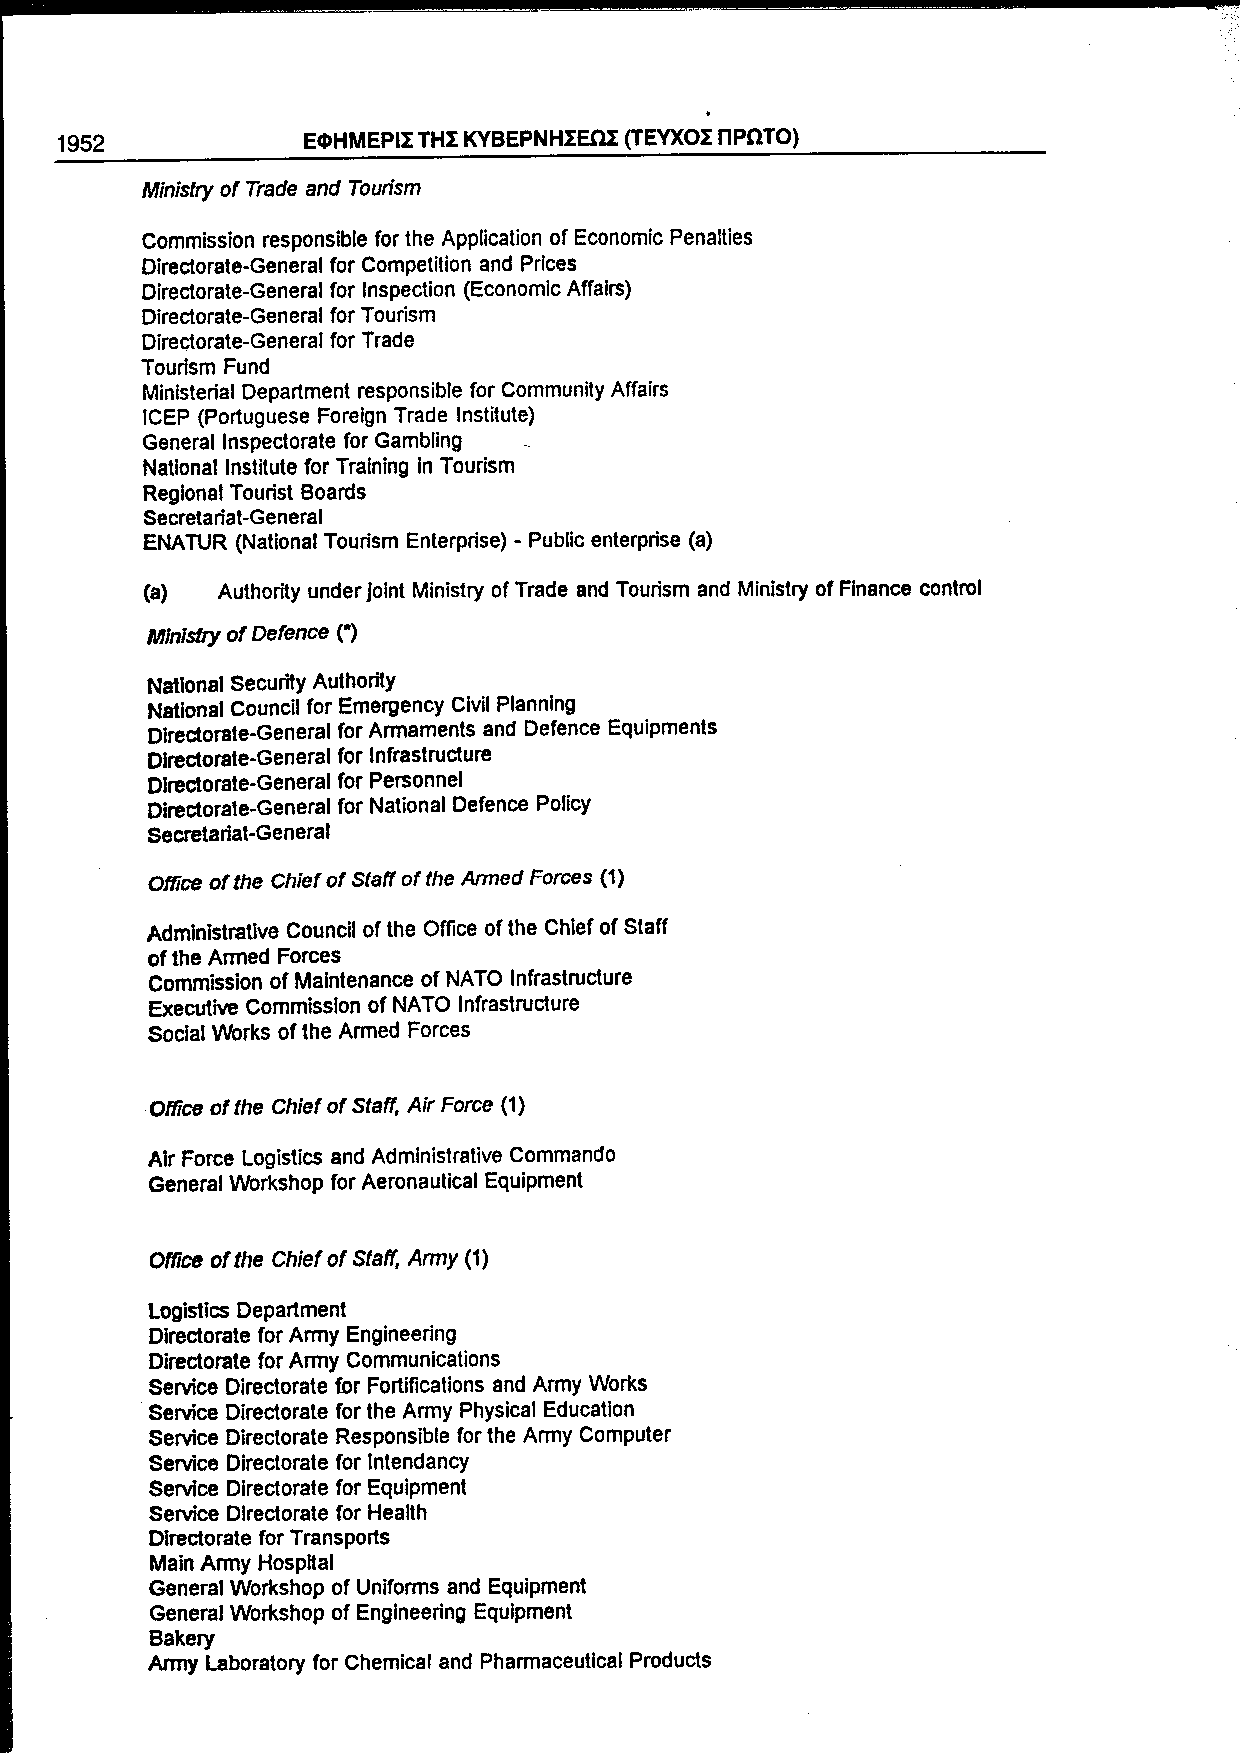 1952
ΕΦΗΜΕΡΙΣ ΤΗΣ ΚΥΒΕΡΝΗΣΕΩΣ (ΤΕΥΧΟΣ ΠΡΩΤΟ)
Ministry of Trade and Tourism
Commission responsible for the Application of Economic Penalties
Directorate-General for Competition and Prices
Directorate-General for Inspection (Economic Affairs)
Directorate-General for Tourism
Directorate-General for Trade
Tourism Fund
Ministerial Department responsible for Community Affairs
ICEP (Portuguese Foreign Trade Institute)
General Inspectorate for Gambling
National Institute for Training in Tourism
Regional Tourist Boards
Secretariat-General
ENATUR (National Tourism Enterprise) - Public enterprise (a)
(a) Authority under joint Ministry of Trade and Tourism and Ministry of Finance control
Ministry of Defence (*)
National Security Authority
National Council for Emergency Civil Planning
Directorate-General for Armaments and Defence Equipments
Directorate-General for Infrastructure
Directorate-General for Personnel
Directorate-General for National Defence Policy
Secretariat-General
Office of the Chief of Staff of the Armed Forces (1)
Administrative Council of the Office of the Chief of Staff
of the Armed Forces
Commission of Maintenance of NATO Infrastructure
Executive Commission of NATO Infrastructure
Social Works of the Armed Forces
Office of the Chief of Staff, Air Force (1)
Air Force Logistics and Administrative Commando
General Workshop for Aeronautical Equipment
Office of the Chief of Staff, Army (1)
Logistics Department
Directorate for Army Engineering
Directorate for Army Communications
Service Directorate for Fortifications and Army Works
Service Directorate for the Army Physical Education
Service Directorate Responsible for the Army Computer
Service Directorate for Intendancy
Service Directorate for Equipment
Service Directorate for Health
Directorate for Transports
Main Army Hospital
General Workshop of Uniforms and Equipment
General Workshop of Engineering Equipment
Bakery
Army Laboratory for Chemical and Pharmaceutical Products